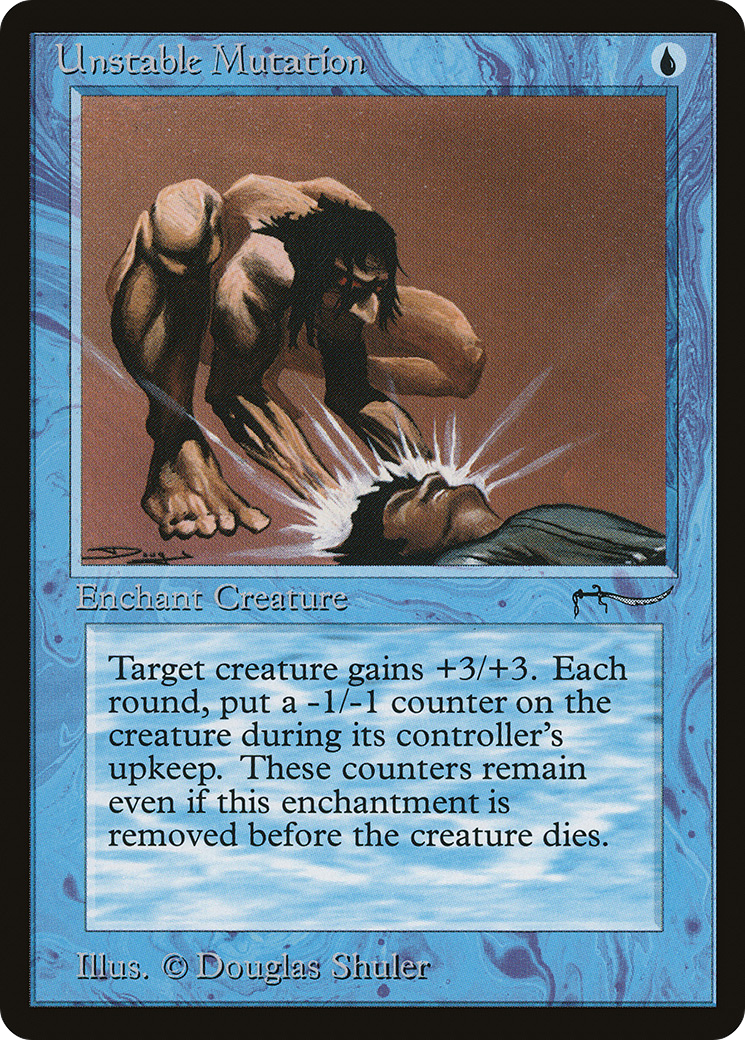 Unstable Mutation
Doug
Enchant Creature
Target creature gains +3/+3. Each
round, put a -1/-1 counter on the
creature during its controller's
upkeep. These counters remain
even if this enchantment is
removed before the creature dies.
Illus. © Douglas Shuler